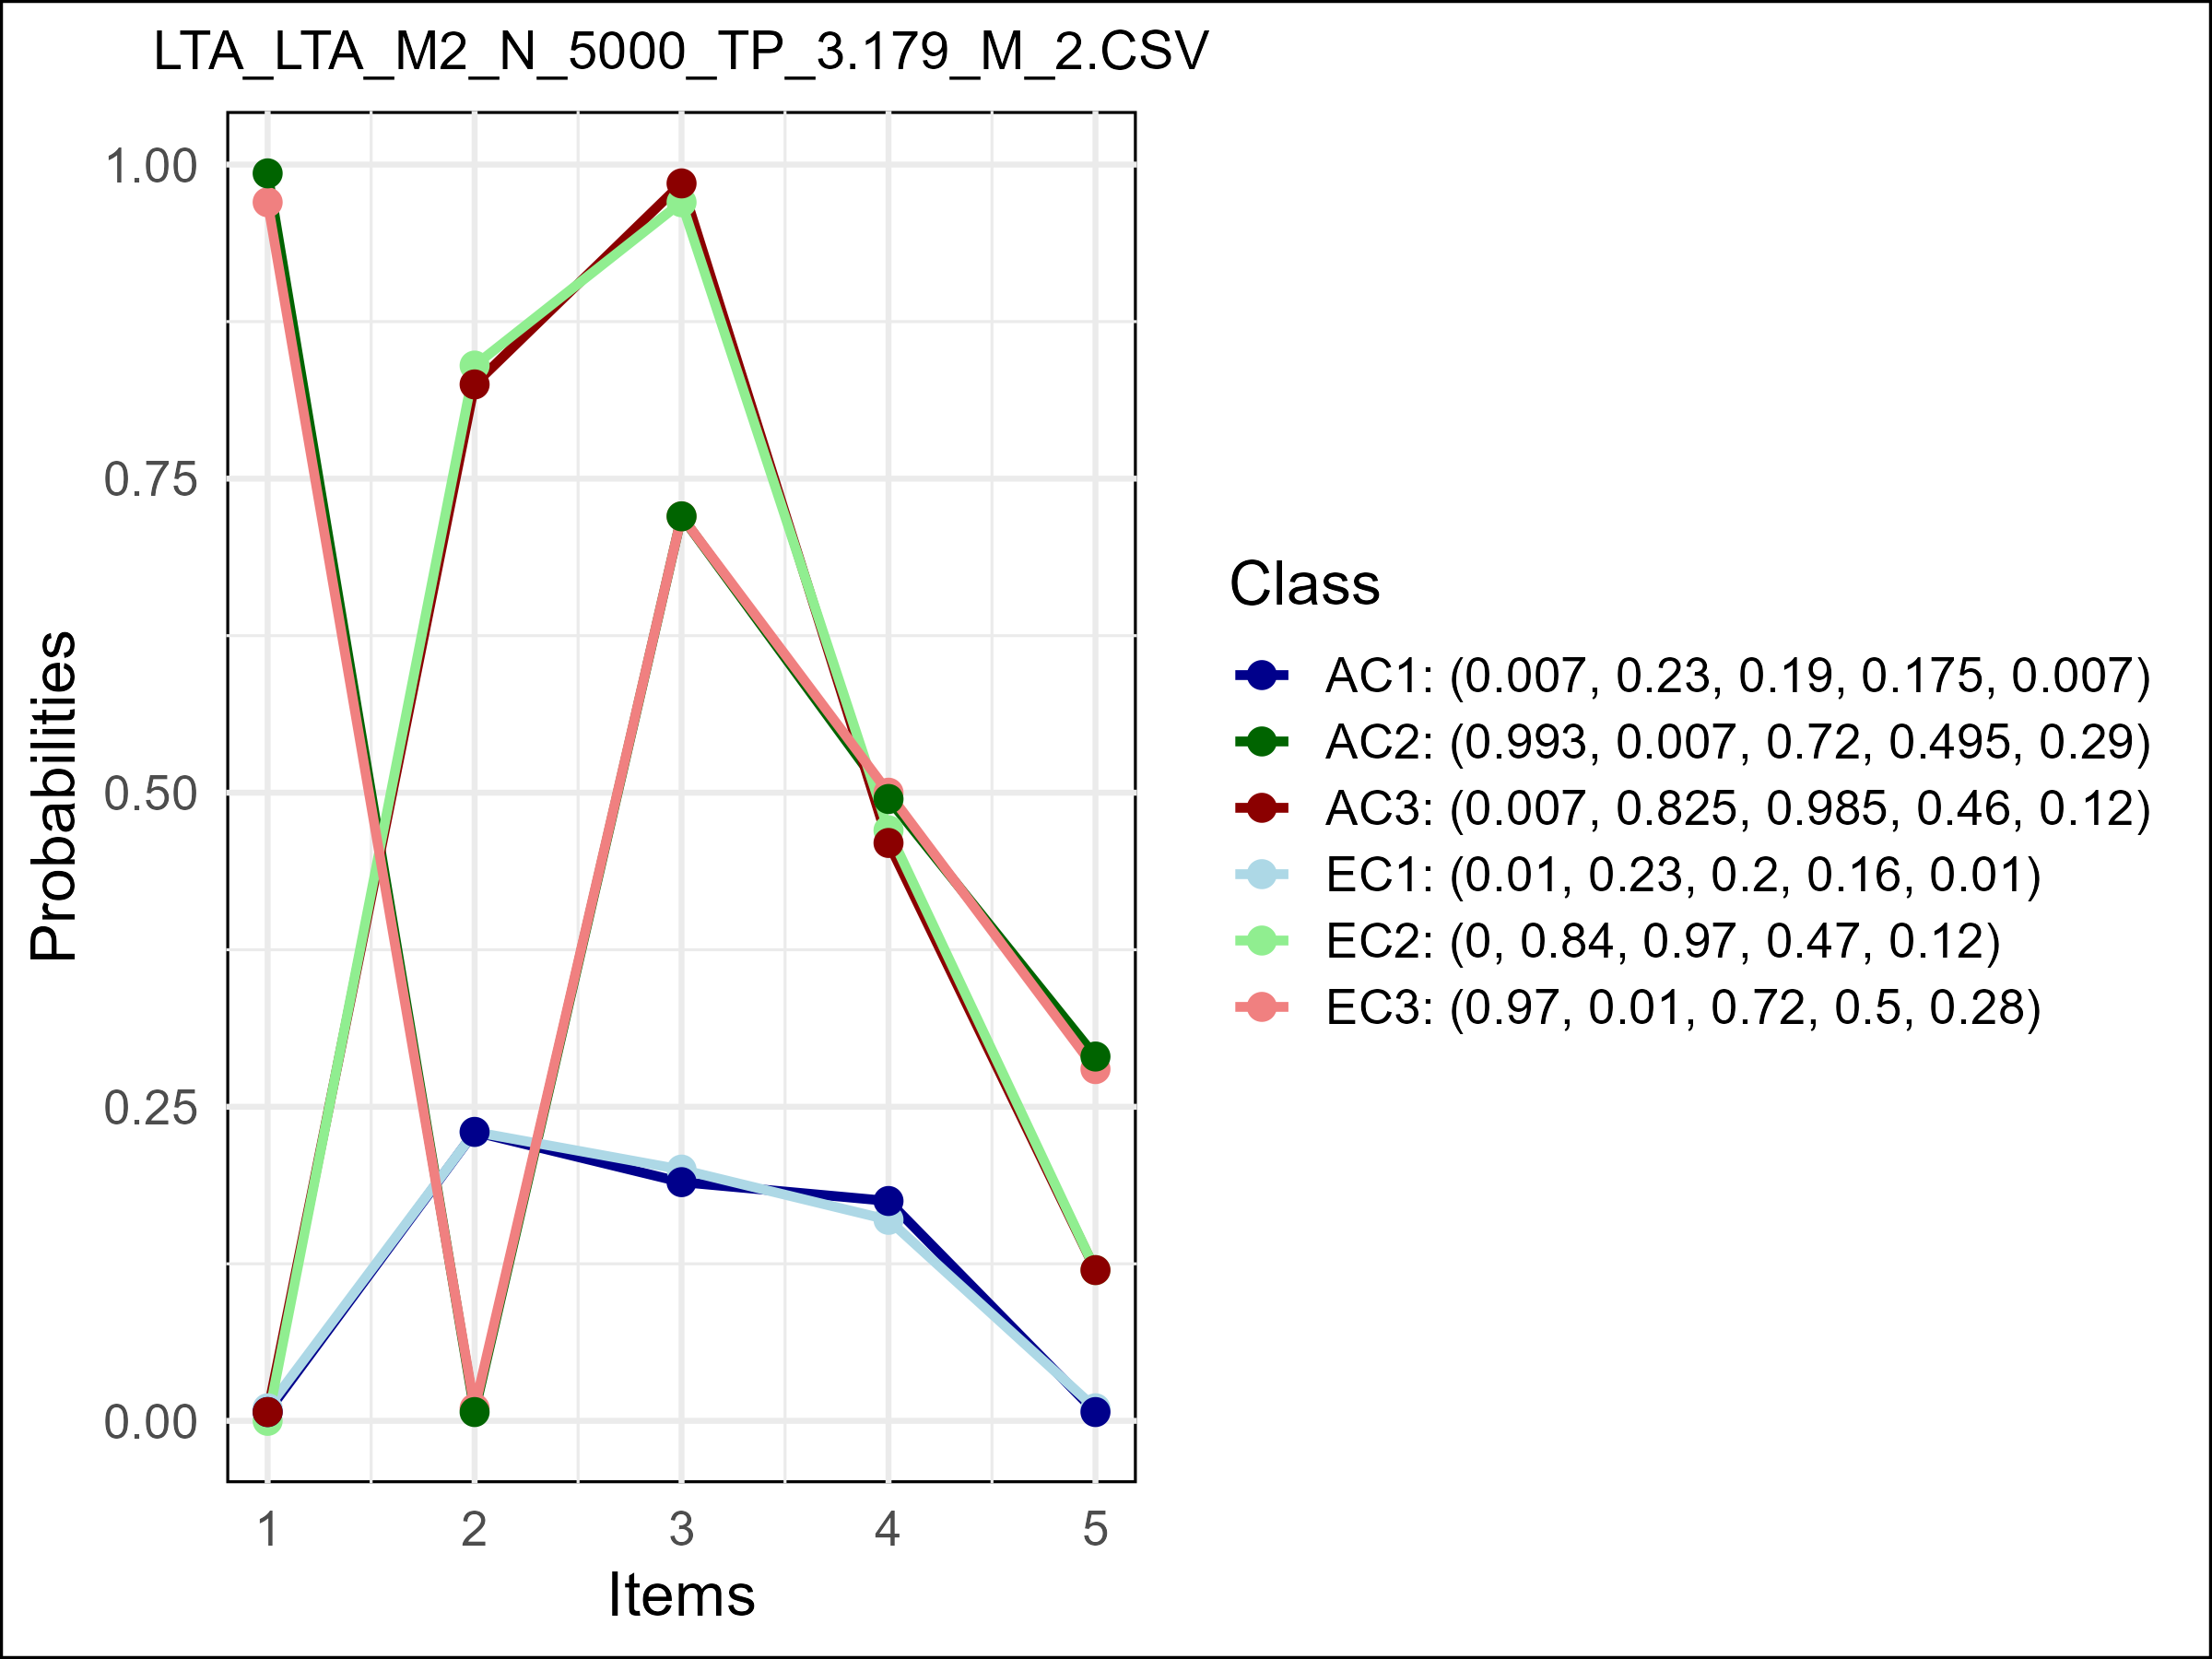 LTA_LTA_M2_N_5000_TP_3.179_M_2.CSV
1.00
0.75
0.50
0.25
0.00
Probabilities
1 2 3 4 5
Items
Class
AC1: (0.007, 0.23, 0.19, 0.175, 0.007)
AC2: (0.993, 0.007, 0.72, 0.495, 0.29)
AC3: (0.007, 0.825, 0.985, 0.46, 0.12)
EC1: (0.01, 0.23, 0.2, 0.16, 0.01)
EC2: (0, 0.84, 0.97, 0.47, 0.12)
EC3: (0.97, 0.01, 0.72, 0.5, 0.28)